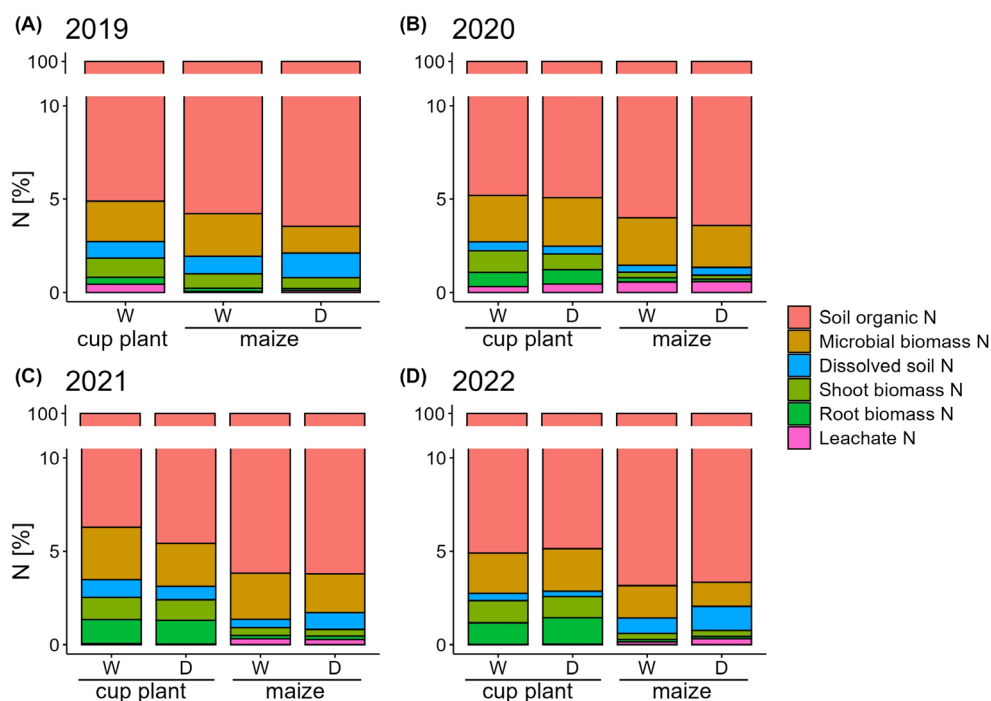 (A) 2019
100
10
5
0
N [%]
W W D
cup plant maize
(B) 2020
100
10
5
0
W D W D
cup plant maize
(C) 2021
100
10
5
0
N [%]
W D W D
cup plant maize
(D) 2022
100
10
5
0
W D W D
cup plant maize
Soil organic N
Microbial biomass N
Dissolved soil N
Shoot biomass N
Root biomass N
Leachate N